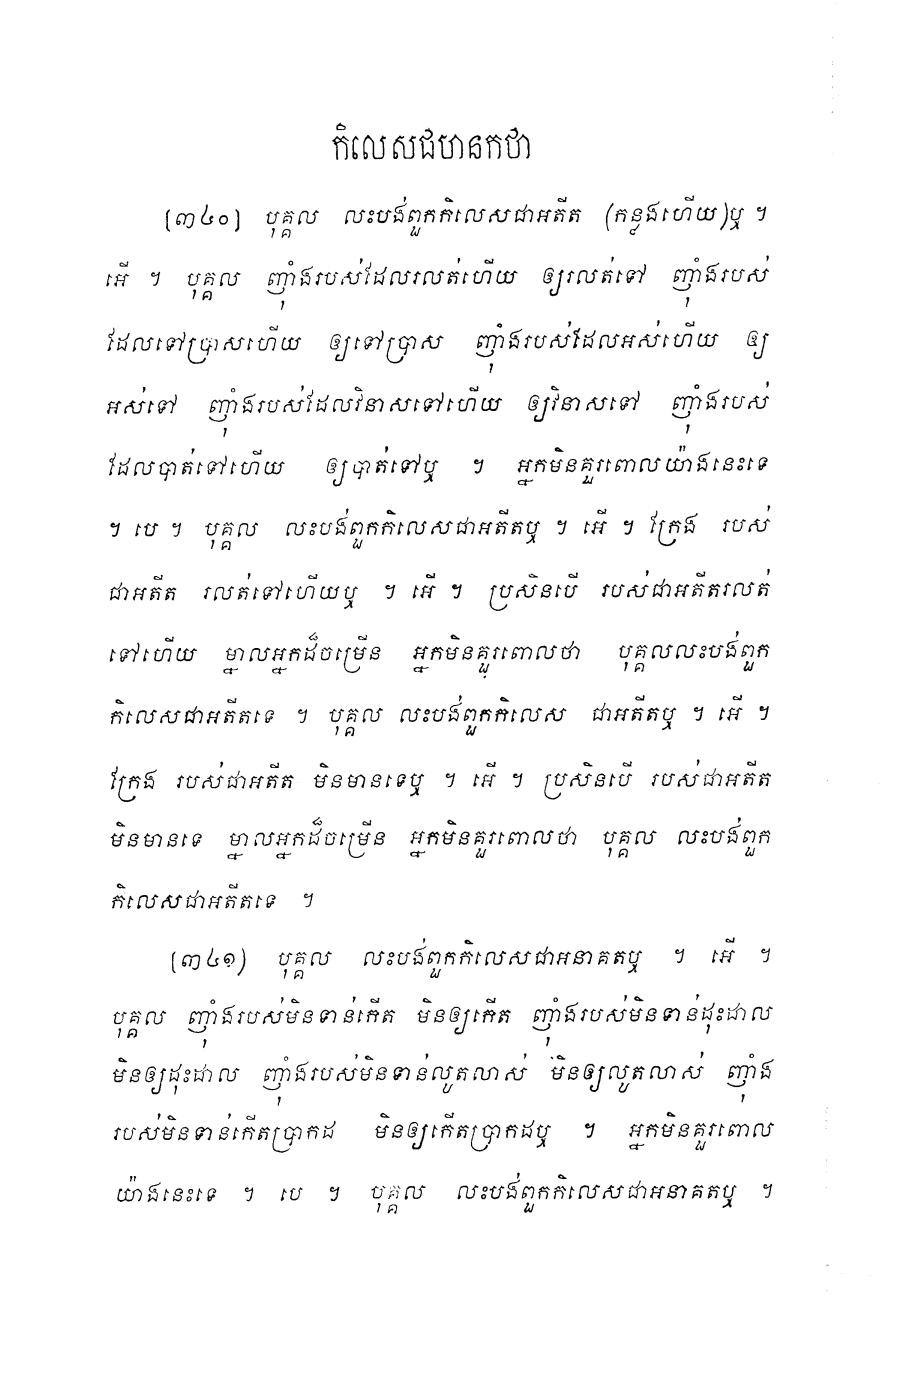 កិលេសជហនកថា
[៣៤០] បុគ្គល លះបង់ពួកកិលេសជាអតីត (កន្លងហើយ)ឬ ។
អើ ។ បុគ្គល ញុំាងរបស់ដែលរលត់ហើយ ឲ្យរលត់ទៅ ញុំាងរបស់
ដែលទៅប្រាសហើយ ឲ្យទៅប្រាស ញុំាងរបស់ដែលអស់ហើយ ឲ្យ
អស់ទៅ ញុំាងរបស់ដែលវិនាសទៅហើយ ឲ្យវិនាសទៅ ញុំាងរបស់
ដែលបាត់ទៅហើយ ឲ្យបាត់ទៅឬ ។ អ្នកមិនគួរពោលយ៉ាងនេះទេ
។ បេ ។ បុគ្គល លះបង់ពួកកិលេសជាអតីតឬ ។ អើ ។ ក្រែង របស់
ជាអតីត រលត់ទៅហើយឬ ។ អើ ។ ប្រសិនបើ របស់ជាអតីតរលត់
ទៅហើយ ម្នាលអ្នកដ៏ចម្រើន អ្នកមិនគួរពោលថា បុគ្គលលះបង់ពួក
កិលេសជាអតីតទេ ។ បុគ្គល លះបង់ពួកកិលេស ជាអតីតឬ ។ អើ ។
ក្រែង របស់ជាអតីត មិនមានទេឬ ។ អើ ។ ប្រសិនបើ របស់ជាអតីត
មិនមានទេ ម្នាលអ្នកដ៏ចម្រើន អ្នកមិនគួរពោលថា បុគ្គល លះបង់ពួក
កិលេសជាអតីតទេ ។
[៣៤១] បុគ្គល លះបង់ពួកកិលេសជាអនាគតឬ ។ អើ ។
បុគ្គល ញុំាងរបស់មិនទាន់កើត មិនឲ្យកើត ញុំាងរបស់មិនទាន់ដុះដាល
មិនឲ្យដុះដាល ញុំាងរបស់មិនទាន់លូតលាស់ មិនឲ្យលូតលាស់ ញុំាង
របស់មិនទាន់កើតប្រាកដ មិនឲ្យកើតប្រាកដឬ ។ អ្នកមិនគួរពោល
យ៉ាងនេះទេ ។ បេ ។ បុគ្គល លះបង់ពួកកិលេសជាអនាគតឬ ។